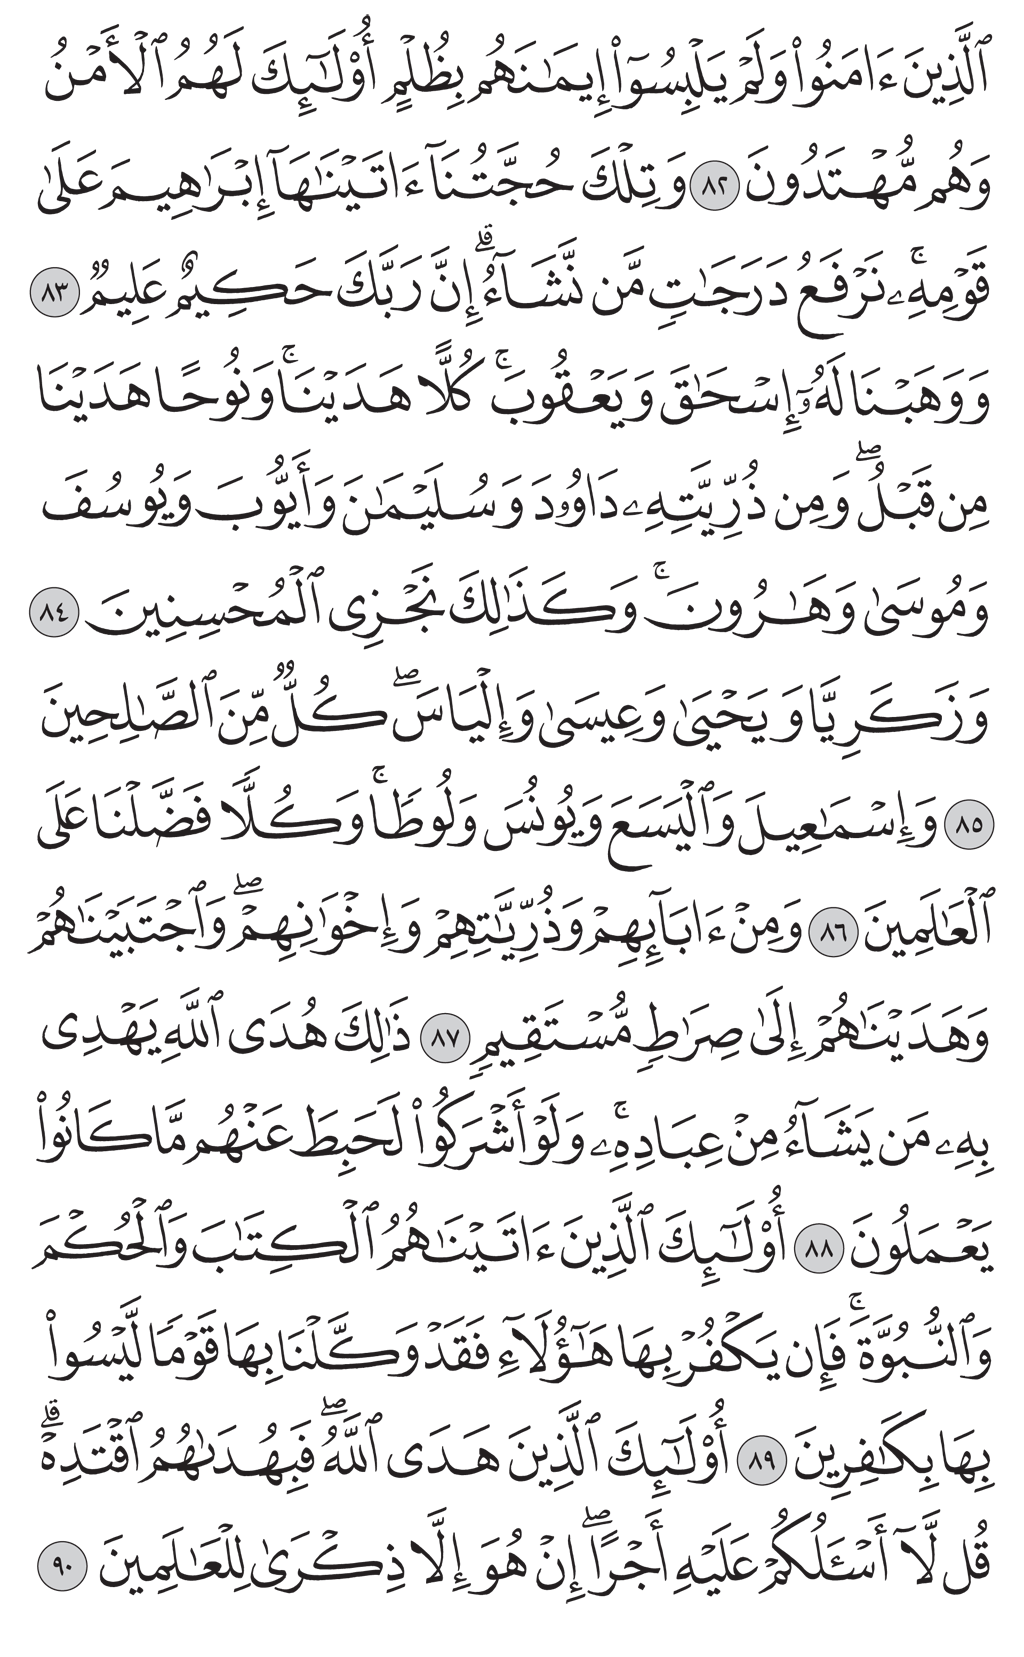 ٱلَّذِينَ ءَامَنُوا۟ وَلَمْ يَلْبِسُوٓا۟ إِيمَـٰنَهُم بِظُلْمٍ أُو۟لَـٰٓئِكَ لَهُمُ ٱلْأَمْنُ
وَهُم مُّهْتَدُونَ ٨٢ وَتِلْكَ حُجَّتُنَآ ءَاتَيْنَـٰهَآ إِبْرَٰهِيمَ عَلَىٰ
قَوْمِهِۦ ۚ نَرْفَعُ دَرَجَـٰتٍ مَّن نَّشَآءُ ۗ إِنَّ رَبَّكَ حَكِيمٌ عَلِيمٌ ٨٣
وَوَهَبْنَا لَهُۥٓ إِسْحَـٰقَ وَيَعْقُوبَ ۚ كُلًّا هَدَيْنَا ۚ وَنُوحًا هَدَيْنَا
مِن قَبْلُ ۖ وَمِن ذُرِّيَّتِهِۦ دَاوُۥدَ وَسُلَيْمَـٰنَ وَأَيُّوبَ وَيُوسُفَ
وَمُوسَىٰ وَهَـٰرُونَ ۚ وَكَذَٰلِكَ نَجْزِى ٱلْمُحْسِنِينَ ٨٤
وَزَكَرِيَّا وَيَحْيَىٰ وَعِيسَىٰ وَإِلْيَاسَ ۖ كُلٌّ مِّنَ ٱلصَّـٰلِحِينَ
٨٥ وَإِسْمَـٰعِيلَ وَٱلْيَسَعَ وَيُونُسَ وَلُوطًا ۚ وَكُلًّا فَضَّلْنَا عَلَى
ٱلْعَـٰلَمِينَ ٨٦ وَمِنْ ءَابَآئِهِمْ وَذُرِّيَّـٰتِهِمْ وَإِخْوَٰنِهِمْ ۖ وَٱجْتَبَيْنَـٰهُمْ
وَهَدَيْنَـٰهُمْ إِلَىٰ صِرَٰطٍ مُّسْتَقِيمٍ ٨٧ ذَٰلِكَ هُدَى ٱللَّهِ يَهْدِى
بِهِۦ مَن يَشَآءُ مِنْ عِبَادِهِۦ ۚ وَلَوْ أَشْرَكُوا۟ لَحَبِطَ عَنْهُم مَّا كَانُوا۟
يَعْمَلُونَ ٨٨ أُو۟لَـٰٓئِكَ ٱلَّذِينَ ءَاتَيْنَـٰهُمُ ٱلْكِتَـٰبَ وَٱلْحُكْمَ
وَٱلنُّبُوَّةَ ۚ فَإِن يَكْفُرْ بِهَا هَـٰٓؤُلَآءِ فَقَدْ وَكَّلْنَا بِهَا قَوْمًا لَّيْسُوا۟
بِهَا بِكَـٰفِرِينَ ٨٩ أُو۟لَـٰٓئِكَ ٱلَّذِينَ هَدَى ٱللَّهُ ۖ فَبِهُدَىٰهُمُ ٱقْتَدِهْ ۗ
قُل لَّآ أَسْـَٔلُكُمْ عَلَيْهِ أَجْرًا ۖ إِنْ هُوَ إِلَّا ذِكْرَىٰ لِلْعَـٰلَمِينَ ٩٠